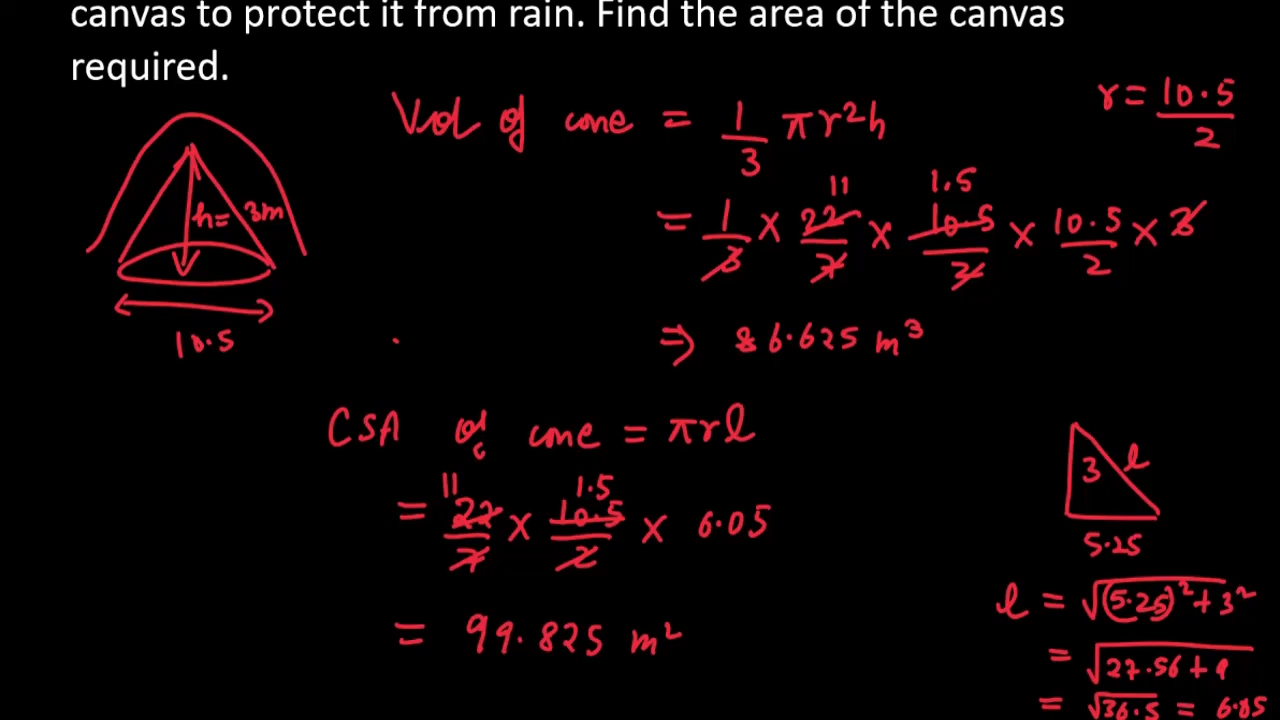 canvas to protect it from rain. Find the area of the canvas
required.
Vol of cone = 1/3 πr²h
r = 10.5/2
h = 3m
10.5
= 1/3 × 22/7 × 10.5/2 × 10.5/2 × 3
11 1.5
⇒ 86.625 m³
CSA of cone = πrl
11 1.5
= 22/7 × 10.5/2 × 6.05
= 99.825 m²
3 l
5.25
l = √(5.25)² + 3²
= √27.56 + 9
= √36.5 = 6.05